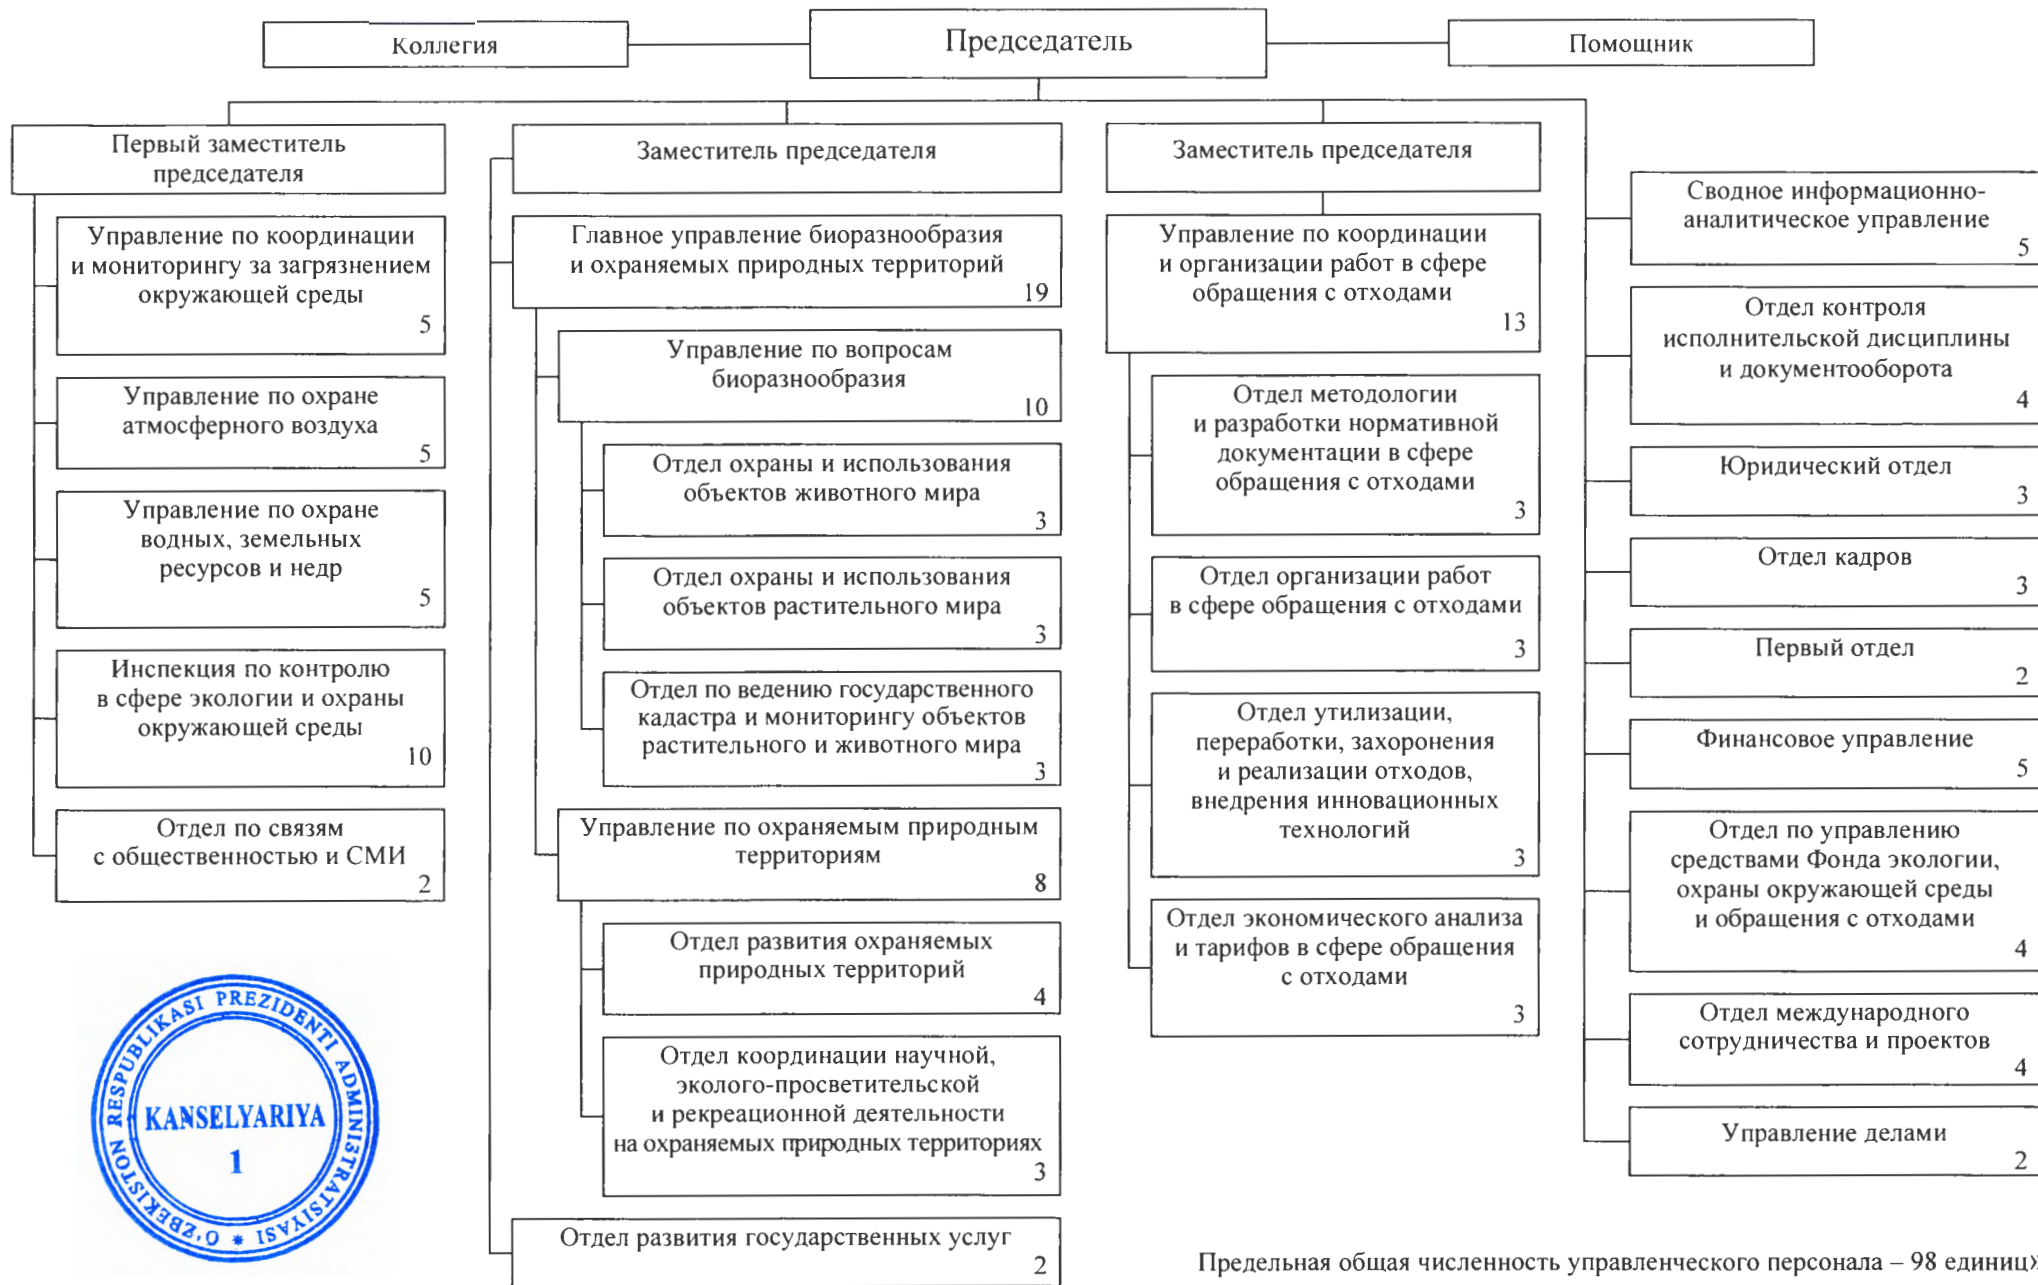 Коллегия
Председатель
Помощник
Первый заместитель
председателя
Управление по координации
и мониторингу за загрязнением
окружающей среды
5
Управление по охране
атмосферного воздуха
5
Управление по охране
водных, земельных
ресурсов и недр
5
Инспекция по контролю
в сфере экологии и охраны
окружающей среды
10
Отдел по связям
с общественностью и СМИ
2
Заместитель председателя
Главное управление биоразнообразия
и охраняемых природных территорий
19
Управление по вопросам
биоразнообразия
10
Отдел охраны и использования
объектов животного мира
3
Отдел охраны и использования
объектов растительного мира
3
Отдел по ведению государственного
кадастра и мониторингу объектов
растительного и животного мира
3
Управление по охраняемым природным
территориям
8
Отдел развития охраняемых
природных территорий
4
Отдел координации научной,
эколого-просветительской
и рекреационной деятельности
на охраняемых природных территориях
3
Отдел развития государственных услуг
2
Заместитель председателя
Управление по координации
и организации работ в сфере
обращения с отходами
13
Отдел методологии
и разработки нормативной
документации в сфере
обращения с отходами
3
Отдел организации работ
в сфере обращения с отходами
3
Отдел утилизации,
переработки, захоронения
и реализации отходов,
внедрения инновационных
технологий
3
Отдел экономического анализа
и тарифов в сфере обращения
с отходами
3
Сводное информационно-
аналитическое управление
5
Отдел контроля
исполнительской дисциплины
и документооборота
4
Юридический отдел
3
Отдел кадров
3
Первый отдел
2
Финансовое управление
5
Отдел по управлению
средствами Фонда экологии,
охраны окружающей среды
и обращения с отходами
4
Отдел международного
сотрудничества и проектов
4
Управление делами
2
O'ZBEKISTON RESPUBLIKASI PREZIDENTI ADMINISTRATSIYASI
KANSELYARIYA
1
Предельная общая численность управленческого персонала – 98 единиц